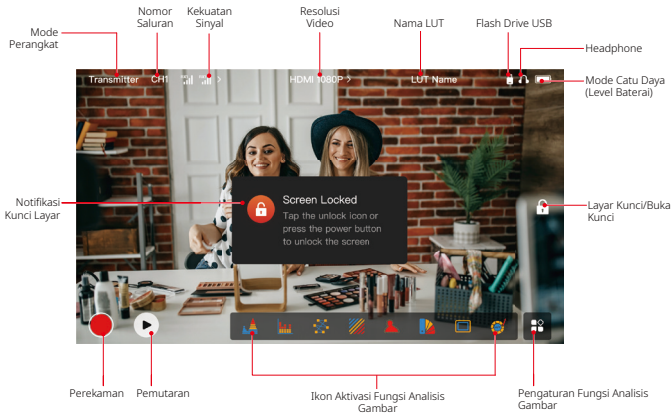 Mode
Perangkat
Nomor
Saluran
Kekuatan
Sinyal
Resolusi
Video
Nama LUT
Flash Drive USB
Headphone
Mode Catu Daya
(Level Baterai)
Transmitter CH1 HDMI 1080P > LUT Name
Notifikasi
Kunci Layar
Screen Locked
Tap the unlock icon or
press the power button
to unlock the screen
Layar Kunci/Buka
Kunci
Perekaman
Pemutaran
Ikon Aktivasi Fungsi Analisis
Gambar
Pengaturan Fungsi Analisis
Gambar